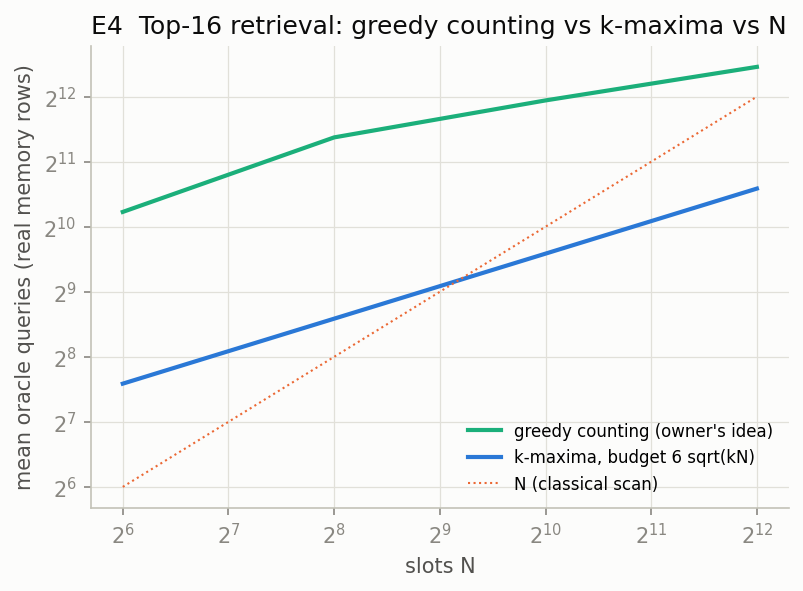 E4  Top-16 retrieval: greedy counting vs k-maxima vs N
mean oracle queries (real memory rows)
2^12
2^11
2^10
2^9
2^8
2^7
2^6
greedy counting (owner's idea)
k-maxima, budget 6 sqrt(kN)
N (classical scan)
2^6 2^7 2^8 2^9 2^10 2^11 2^12
slots N